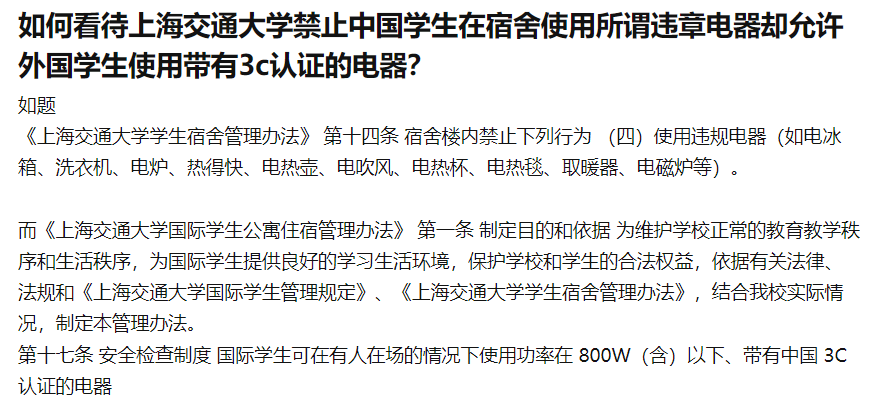 如何看待上海交通大学禁止中国学生在宿舍使用所谓违章电器却允许
外国学生使用带有3c认证的电器？
如题
《上海交通大学学生宿舍管理办法》 第十四条 宿舍楼内禁止下列行为 （四）使用违规电器（如电冰
箱、洗衣机、电炉、热得快、电热壶、电吹风、电热杯、电热毯、取暖器、电磁炉等）。
而《上海交通大学国际学生公寓住宿管理办法》 第一条 制定目的和依据 为维护学校正常的教育教学秩
序和生活秩序，为国际学生提供良好的学习生活环境，保护学校和学生的合法权益，依据有关法律、
法规和《上海交通大学国际学生管理规定》、《上海交通大学学生宿舍管理办法》，结合我校实际情
况，制定本管理办法。
第十七条 安全检查制度 国际学生可在有人在场的情况下使用功率在 800W（含）以下、带有中国 3C
认证的电器